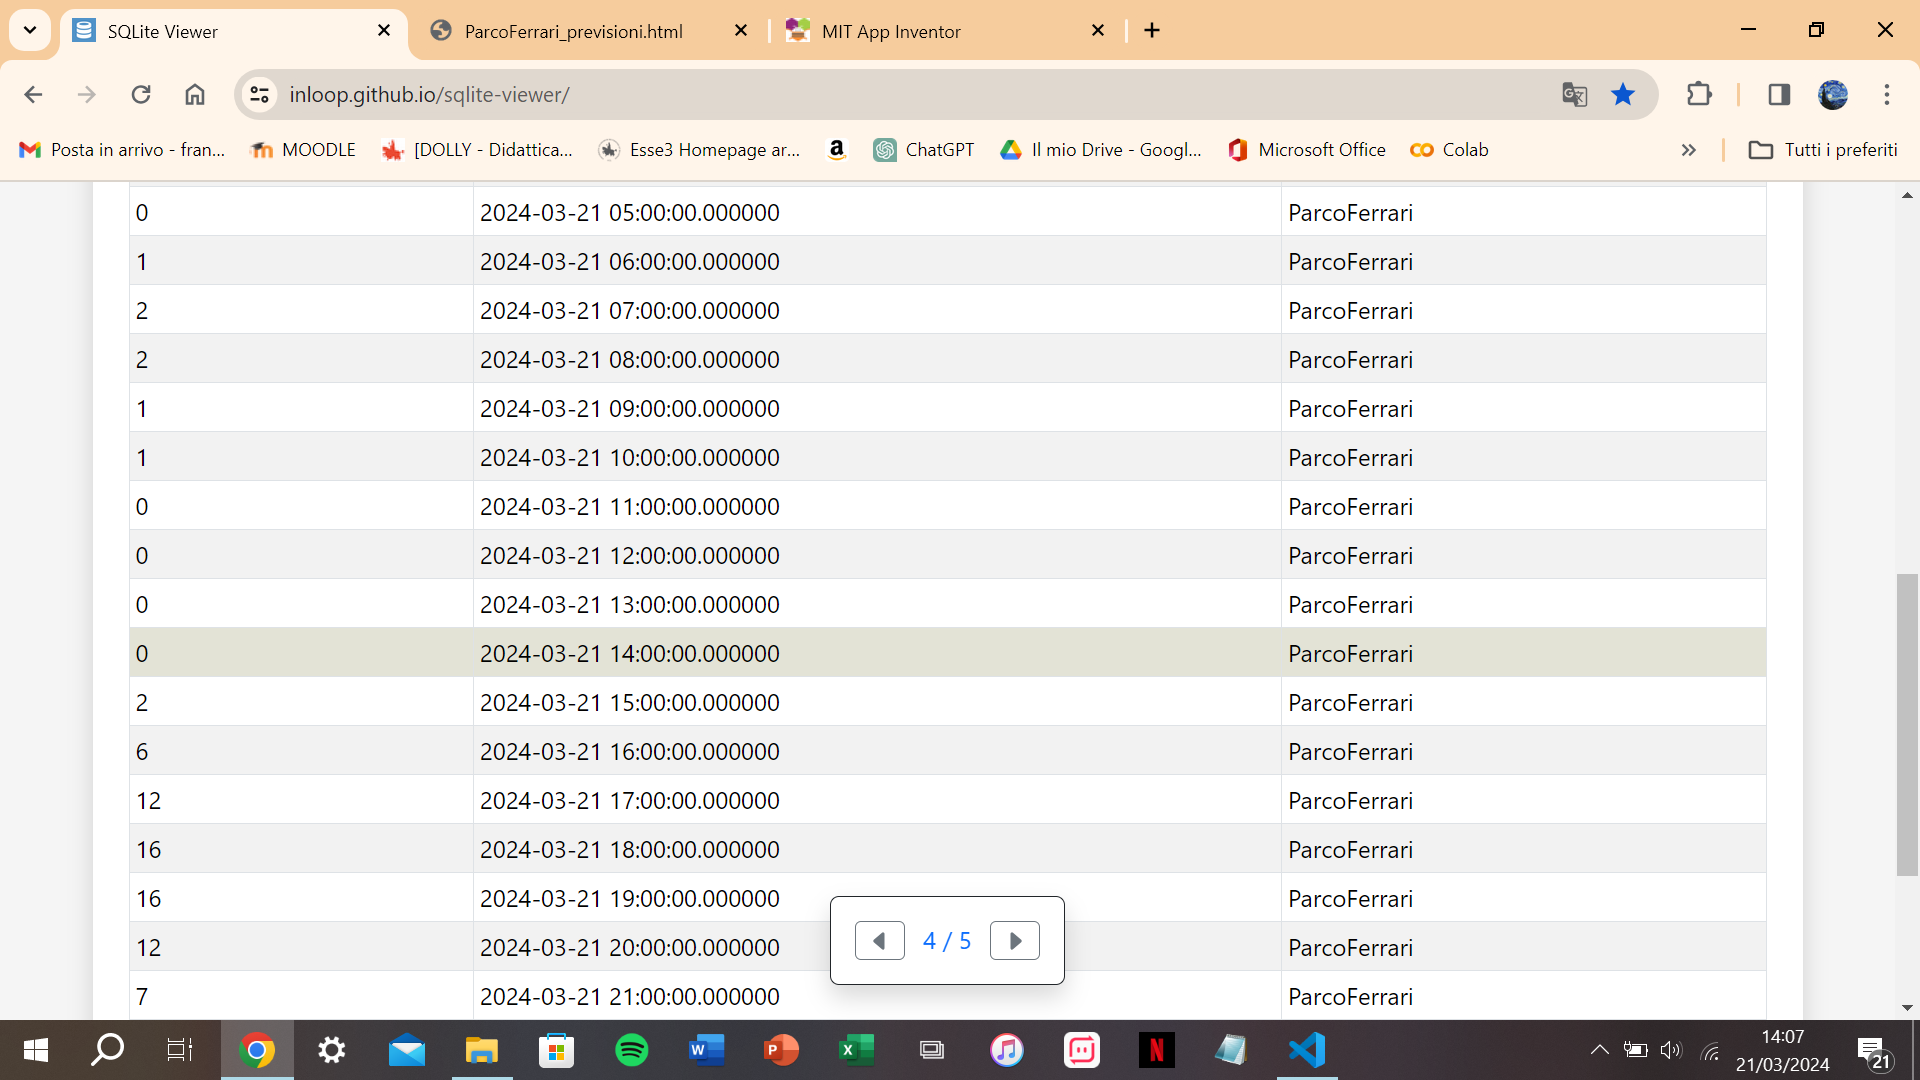 SQLite Viewer
ParcoFerrari_previsioni.html
MIT App Inventor
inloop.github.io/sqlite-viewer/
Posta in arrivo - fran...
MOODLE
[DOLLY - Didattica...
Esse3 Homepage ar...
a
ChatGPT
Il mio Drive - Googl...
Microsoft Office
Colab
Tutti i preferiti
0 2024-03-21 05:00:00.000000 ParcoFerrari
1 2024-03-21 06:00:00.000000 ParcoFerrari
2 2024-03-21 07:00:00.000000 ParcoFerrari
2 2024-03-21 08:00:00.000000 ParcoFerrari
1 2024-03-21 09:00:00.000000 ParcoFerrari
1 2024-03-21 10:00:00.000000 ParcoFerrari
0 2024-03-21 11:00:00.000000 ParcoFerrari
0 2024-03-21 12:00:00.000000 ParcoFerrari
0 2024-03-21 13:00:00.000000 ParcoFerrari
0 2024-03-21 14:00:00.000000 ParcoFerrari
2 2024-03-21 15:00:00.000000 ParcoFerrari
6 2024-03-21 16:00:00.000000 ParcoFerrari
12 2024-03-21 17:00:00.000000 ParcoFerrari
16 2024-03-21 18:00:00.000000 ParcoFerrari
16 2024-03-21 19:00:00.000000 ParcoFerrari
12 2024-03-21 20:00:00.000000 ParcoFerrari
7 2024-03-21 21:00:00.000000 ParcoFerrari
4 / 5
14:07
21/03/2024
21